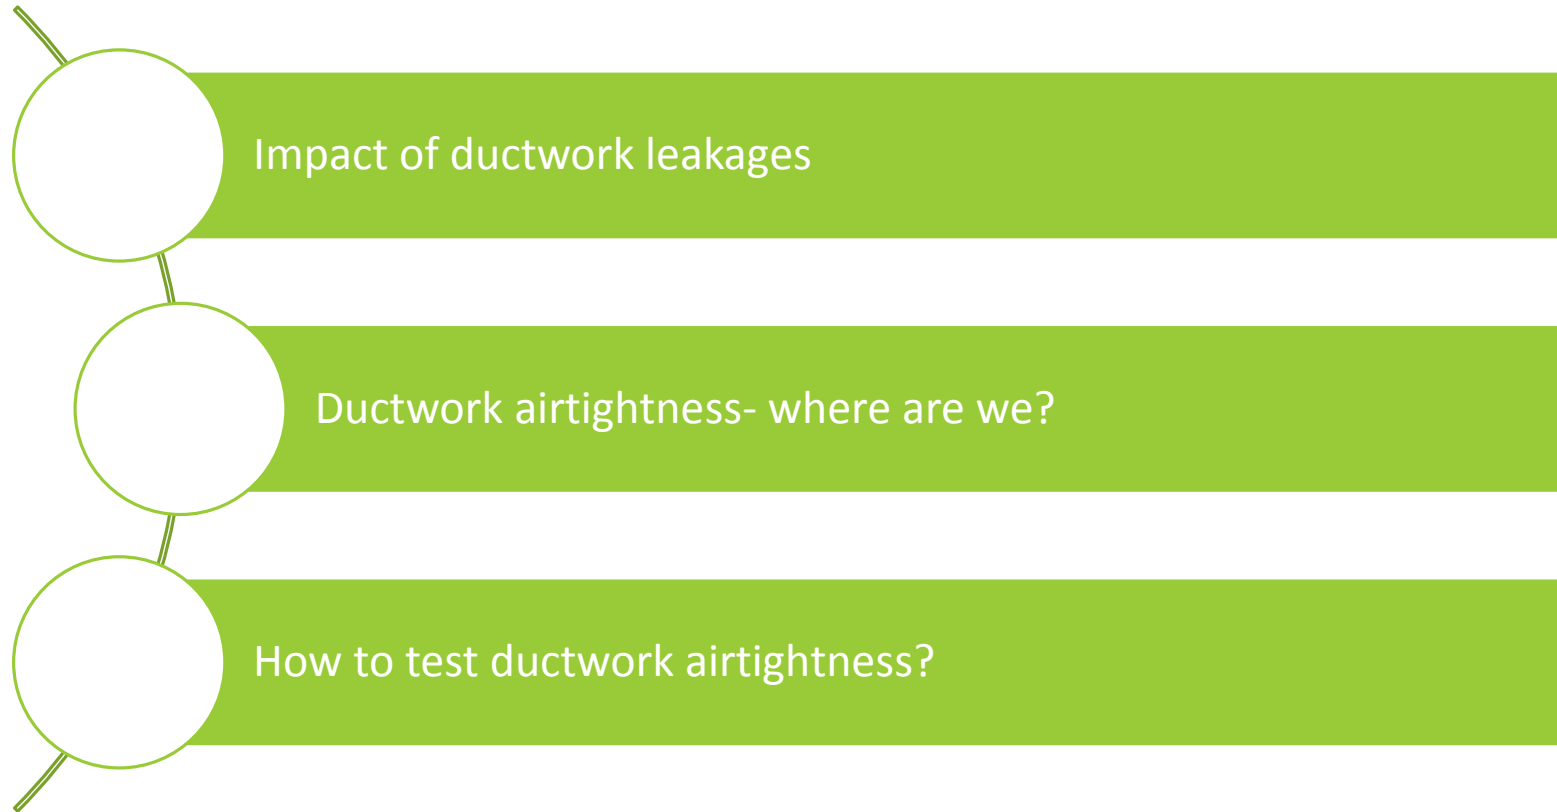 Impact of ductwork leakages
Ductwork airtightness- where are we?
How to test ductwork airtightness?